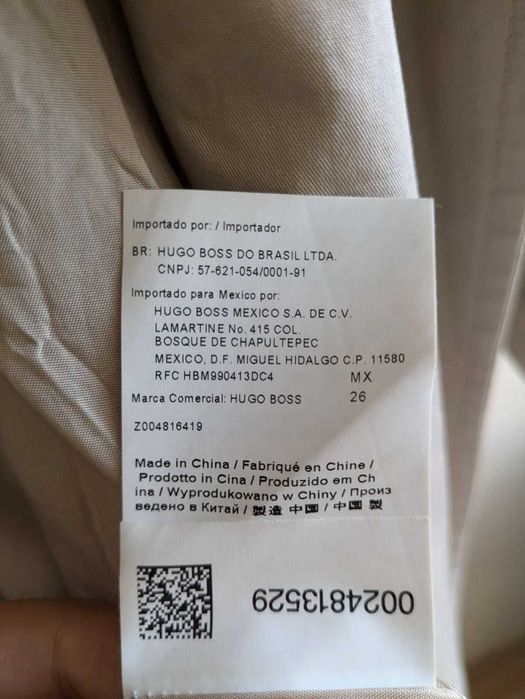 Importado por: / Importador
BR: HUGO BOSS DO BRASIL LTDA.
CNPJ: 57-621-054/0001-91
Importado para Mexico por:
HUGO BOSS MEXICO S.A. DE C.V.
LAMARTINE No. 415 COL.
BOSQUE DE CHAPULTEPEC
MEXICO, D.F. MIGUEL HIDALGO C.P. 11580
RFC HBM990413DC4 MX
Marca Comercial: HUGO BOSS 26
Z004816419
Made in China / Fabriqué en Chine /
Prodotto in Cina / Produzido em Ch
ina / Wyprodukowano w Chiny / Произ
ведено в Китай / 製造 中國 / 中国 製
0024813529